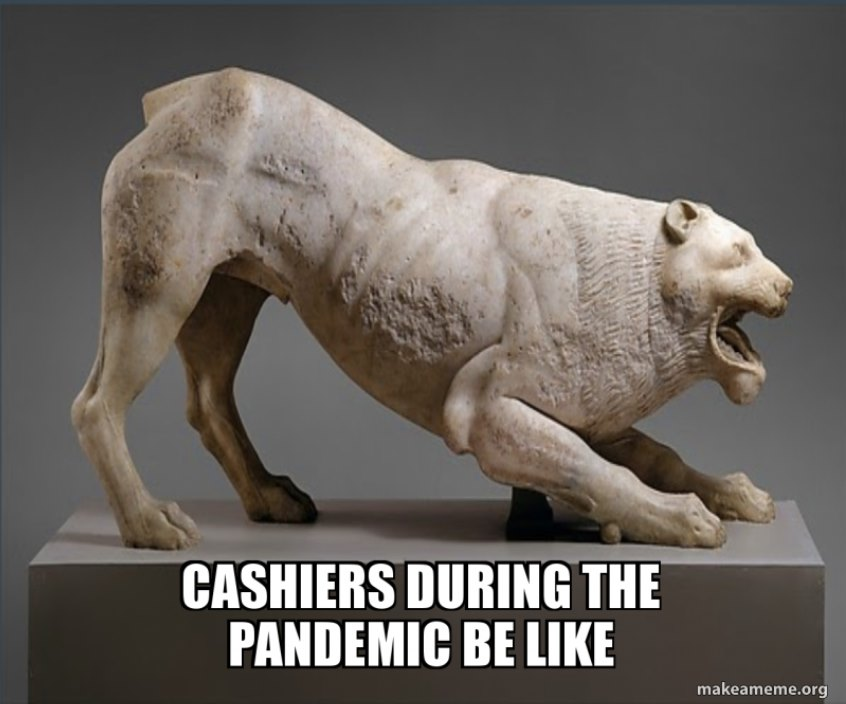 CASHIERS DURING THE
PANDEMIC BE LIKE
makeameme.org